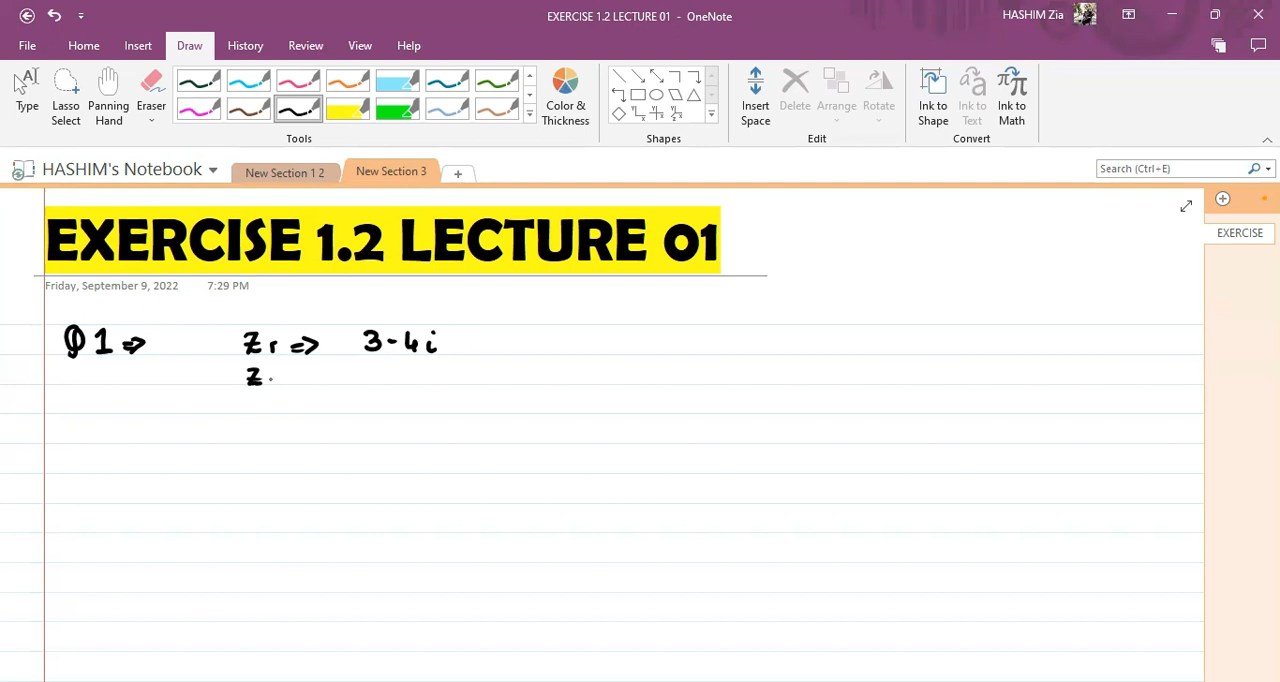 EXERCISE 1.2 LECTURE 01 - OneNote
HASHIM Zia
File Home Insert Draw History Review View Help
Type
Lasso Select
Panning Hand
Eraser
Color & Thickness
Insert Space
Delete
Arrange
Rotate
Ink to Shape
Ink to Text
Ink to Math
Tools
Shapes
Edit
Convert
HASHIM's Notebook
New Section 1 2
New Section 3
Search (Ctrl+E)
EXERCISE 1.2 LECTURE 01
EXERCISE
Friday, September 9, 2022 7:29 PM
Q 1 ⇒ Z₁ ⇒ 3-4i
Z